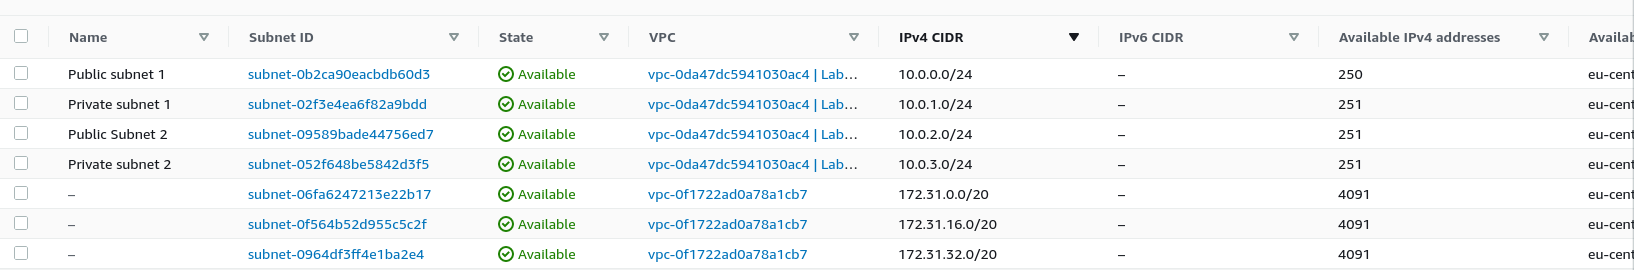 Name Subnet ID State VPC IPv4 CIDR IPv6 CIDR Available IPv4 addresses Availab
Public subnet 1 subnet-0b2ca90eacbdb60d3 Available vpc-0da47dc5941030ac4 | Lab… 10.0.0.0/24 – 250 eu-cent
Private subnet 1 subnet-02f3e4ea6f82a9bdd Available vpc-0da47dc5941030ac4 | Lab… 10.0.1.0/24 – 251 eu-cent
Public Subnet 2 subnet-09589bade44756ed7 Available vpc-0da47dc5941030ac4 | Lab… 10.0.2.0/24 – 251 eu-cent
Private subnet 2 subnet-052f648be5842d3f5 Available vpc-0da47dc5941030ac4 | Lab… 10.0.3.0/24 – 251 eu-cent
– subnet-06fa6247213e22b17 Available vpc-0f1722ad0a78a1cb7 172.31.0.0/20 – 4091 eu-cent
– subnet-0f564b52d955c5c2f Available vpc-0f1722ad0a78a1cb7 172.31.16.0/20 – 4091 eu-cent
– subnet-0964df3ff4e1ba2e4 Available vpc-0f1722ad0a78a1cb7 172.31.32.0/20 – 4091 eu-cent